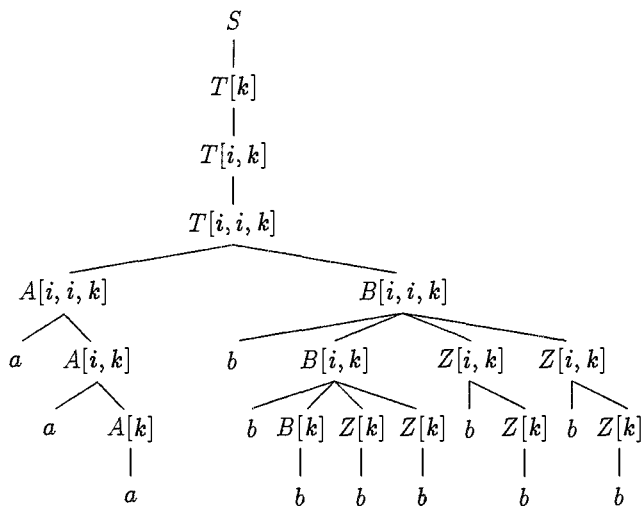 S
T[k]
T[i, k]
T[i, i, k]
A[i, i, k] B[i, i, k]
a A[i, k] b B[i, k] Z[i, k] Z[i, k]
a A[k] b B[k] Z[k] Z[k] b Z[k] b Z[k]
a b b b b b